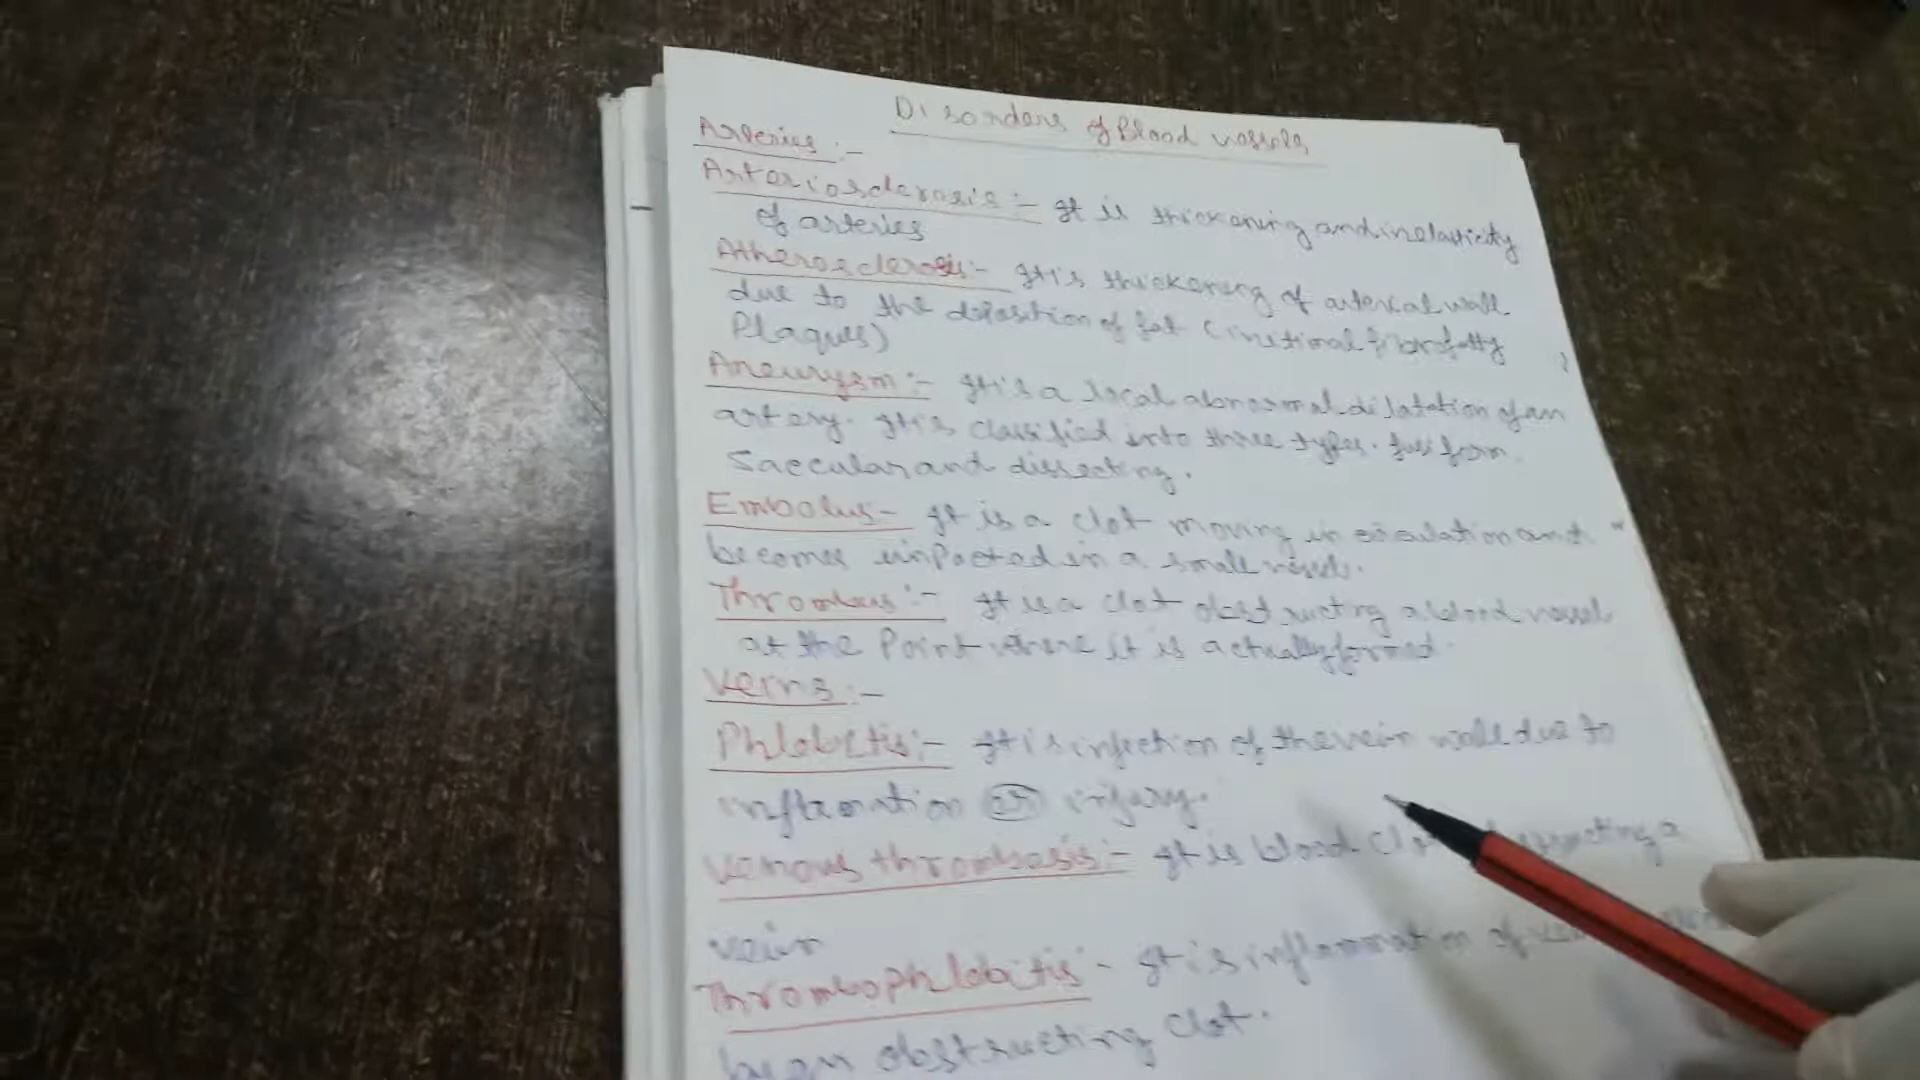 Disorders of Blood vessels
Arteries :-
Arteriosclerosis :- It is thickening and inelasticity
of arteries
Atherosclerosis :- It is thickening of arterial wall
due to the deposition of fat (
Plaques)
Aneurysm :- It is a local abnormal dilatation of an
artery. It is classified into three types. fusiform
Saccular and dissecting.
Embolus - It is a clot moving in circulation and
becomes impacted in a small vessel.
Thrombus :- It is a clot obstructing a blood vessel
at the Point where it is actually formed.
Veins :-
Phlebitis :- It is infection of the vein wall due to
or injury.
Venous thrombosis :- It is blood a
vein
Thrombophlebitis - It is inflammation of
by an obstructing clot.